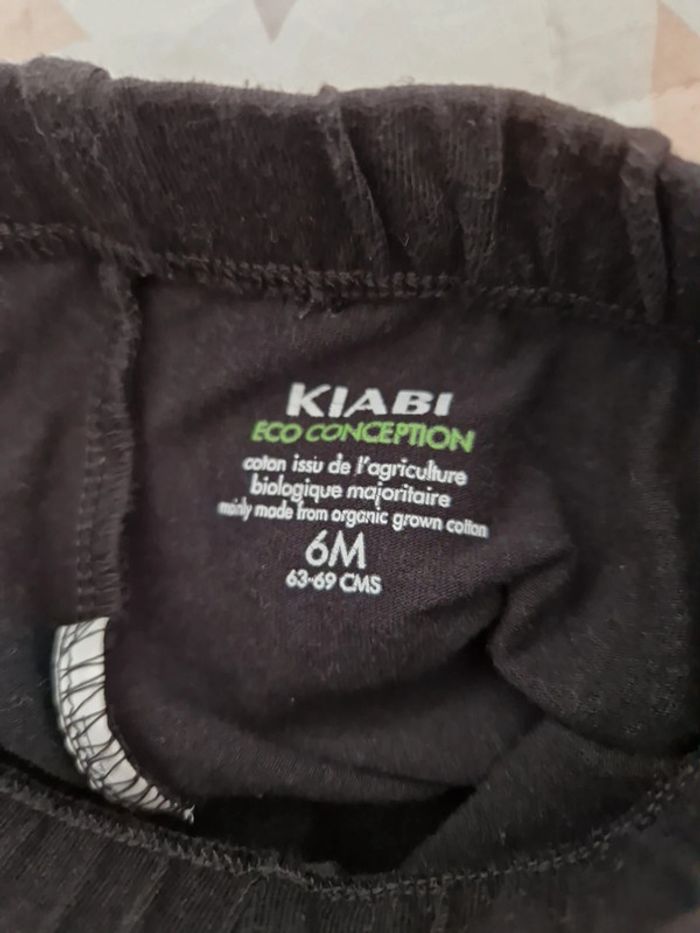 KIABI
ECO CONCEPTION
coton issu de l'agriculture
biologique majoritaire
mainly made from organic grown cotton
6M
63-69 CMS